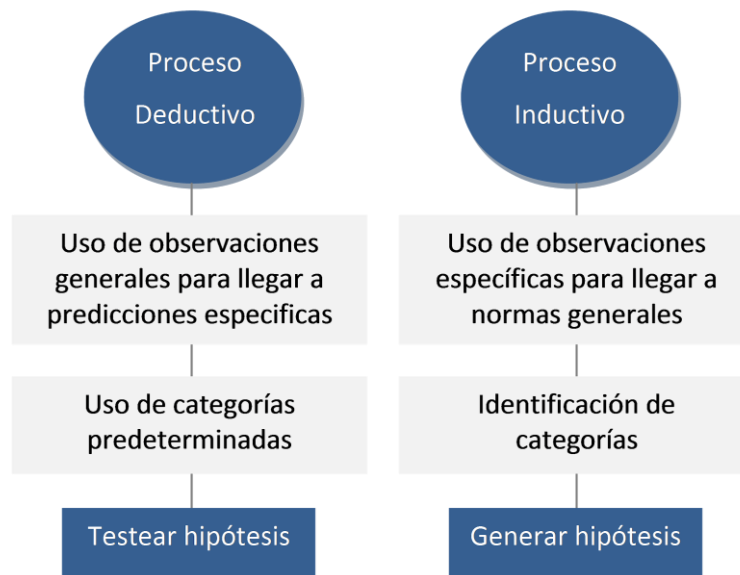 Proceso
Deductivo
Uso de observaciones
generales para llegar a
predicciones especificas
Uso de categorías
predeterminadas
Testear hipótesis
Proceso
Inductivo
Uso de observaciones
específicas para llegar a
normas generales
Identificación de
categorías
Generar hipótesis